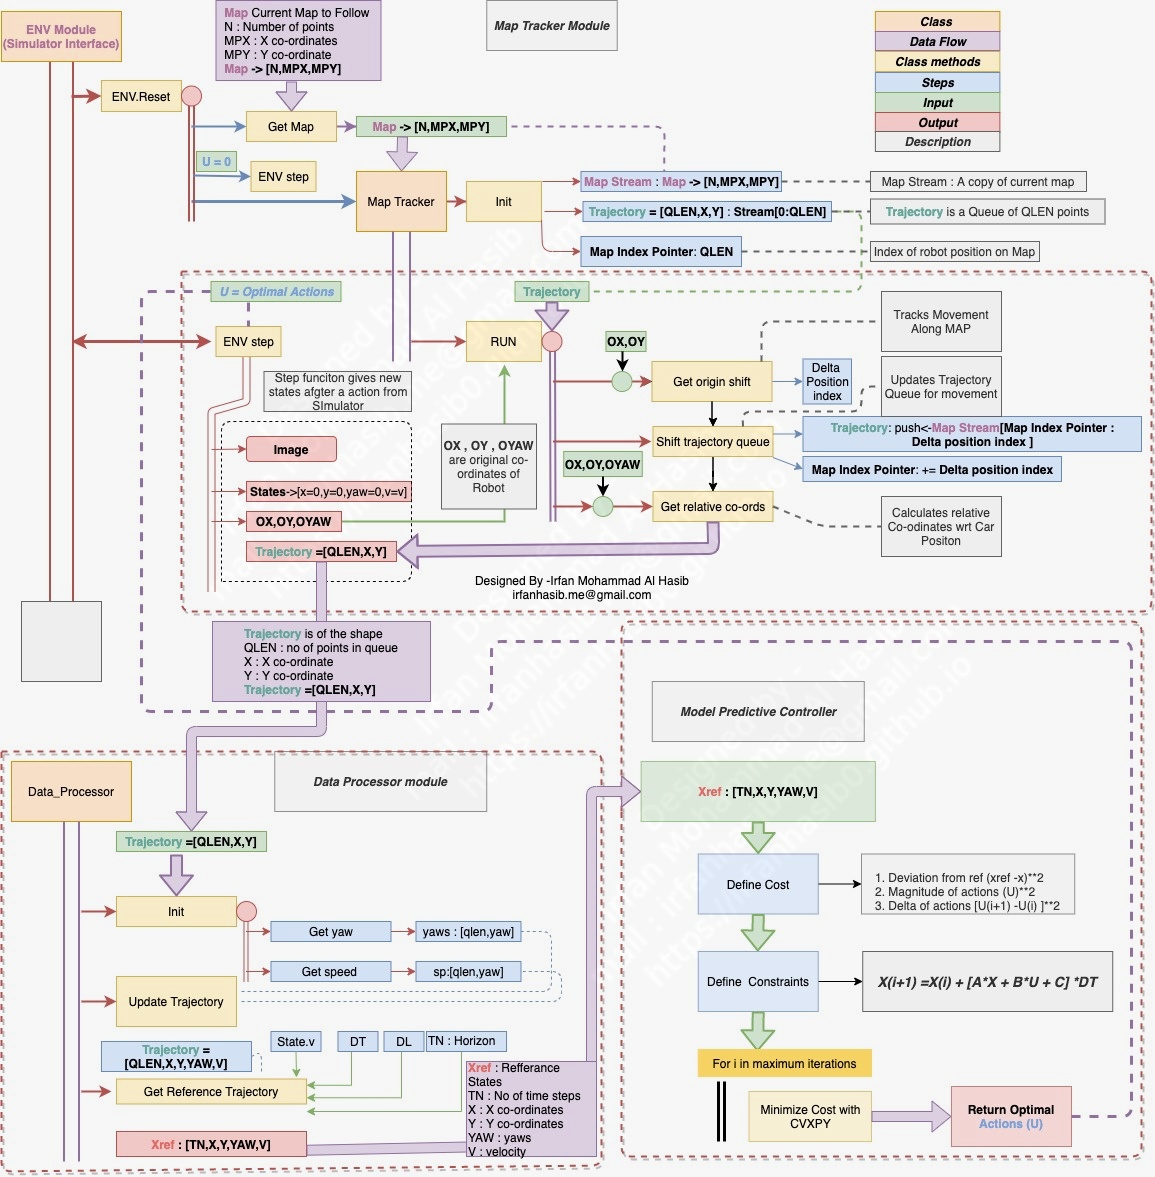 ENV Module
(Simulator Interface)
Map Current Map to Follow
N : Number of points
MPX : X co-ordinates
MPY : Y co-ordinate
Map -> [N,MPX,MPY]
Map Tracker Module
Class
Data Flow
Class methods
Steps
Input
Output
Description
ENV.Reset
Get Map
Map -> [N,MPX,MPY]
U = 0
ENV step
Map Tracker
Init
Map Stream : Map -> [N,MPX,MPY]
Map Stream : A copy of current map
Trajectory = [QLEN,X,Y] : Stream[0:QLEN]
Trajectory is a Queue of QLEN points
Map Index Pointer: QLEN
Index of robot position on Map
U = Optimal Actions
Trajectory
ENV step
RUN
OX,OY
Tracks Movement
Along MAP
Step funciton gives new
states afgter a action from
SImulator
Get origin shift
Delta
Position
index
Updates Trajectory
Queue for movement
Image
OX , OY , OYAW
are original co-
ordinates of
Robot
Shift trajectory queue
Trajectory: push<-Map Stream[Map Index Pointer :
Delta position index ]
OX,OY,OYAW
Map Index Pointer: += Delta position index
States->[x=0,y=0,yaw=0,v=v]
OX,OY,OYAW
Get relative co-ords
Calculates relative
Co-odinates wrt Car
Positon
Trajectory =[QLEN,X,Y]
Designed By -Irfan Mohammad Al Hasib
irfanhasib.me@gmail.com
Trajectory is of the shape
QLEN : no of points in queue
X : X co-ordinate
Y : Y co-ordinate
Trajectory =[QLEN,X,Y]
Model Predictive Controller
Data Processor module
Data_Processor
Xref : [TN,X,Y,YAW,V]
Trajectory =[QLEN,X,Y]
Define Cost
1. Deviation from ref (xref -x)**2
2. Magnitude of actions (U)**2
3. Delta of actions [U(i+1) -U(i) ]**2
Init
Get yaw
yaws : [qlen,yaw]
Get speed
sp:[qlen,yaw]
Define Constraints
X(i+1) =X(i) + [A*X + B*U + C] *DT
Update Trajectory
State.v
DT
DL
TN : Horizon
Trajectory =
[QLEN,X,Y,YAW,V]
Get Reference Trajectory
For i in maximum iterations
Xref : Refferance
States
TN : No of time steps
X : X co-ordinates
Y : Y co-ordinates
YAW : yaws
V : velocity
Minimize Cost with
CVXPY
Return Optimal
Actions (U)
Xref : [TN,X,Y,YAW,V]